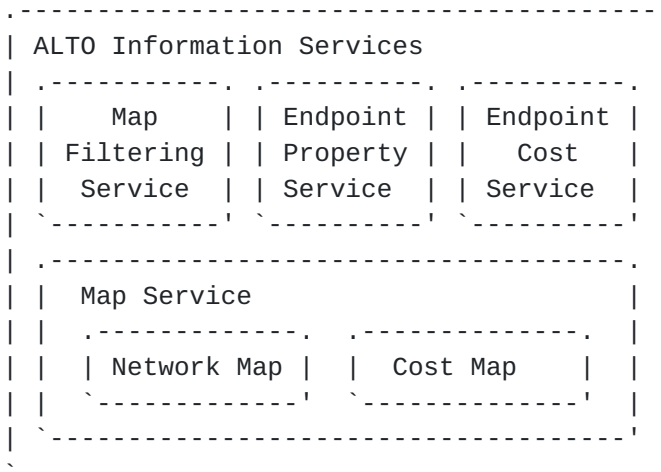 ALTO Information Services
Map Endpoint Endpoint
Filtering Property Cost
Service Service Service
Map Service
Network Map Cost Map